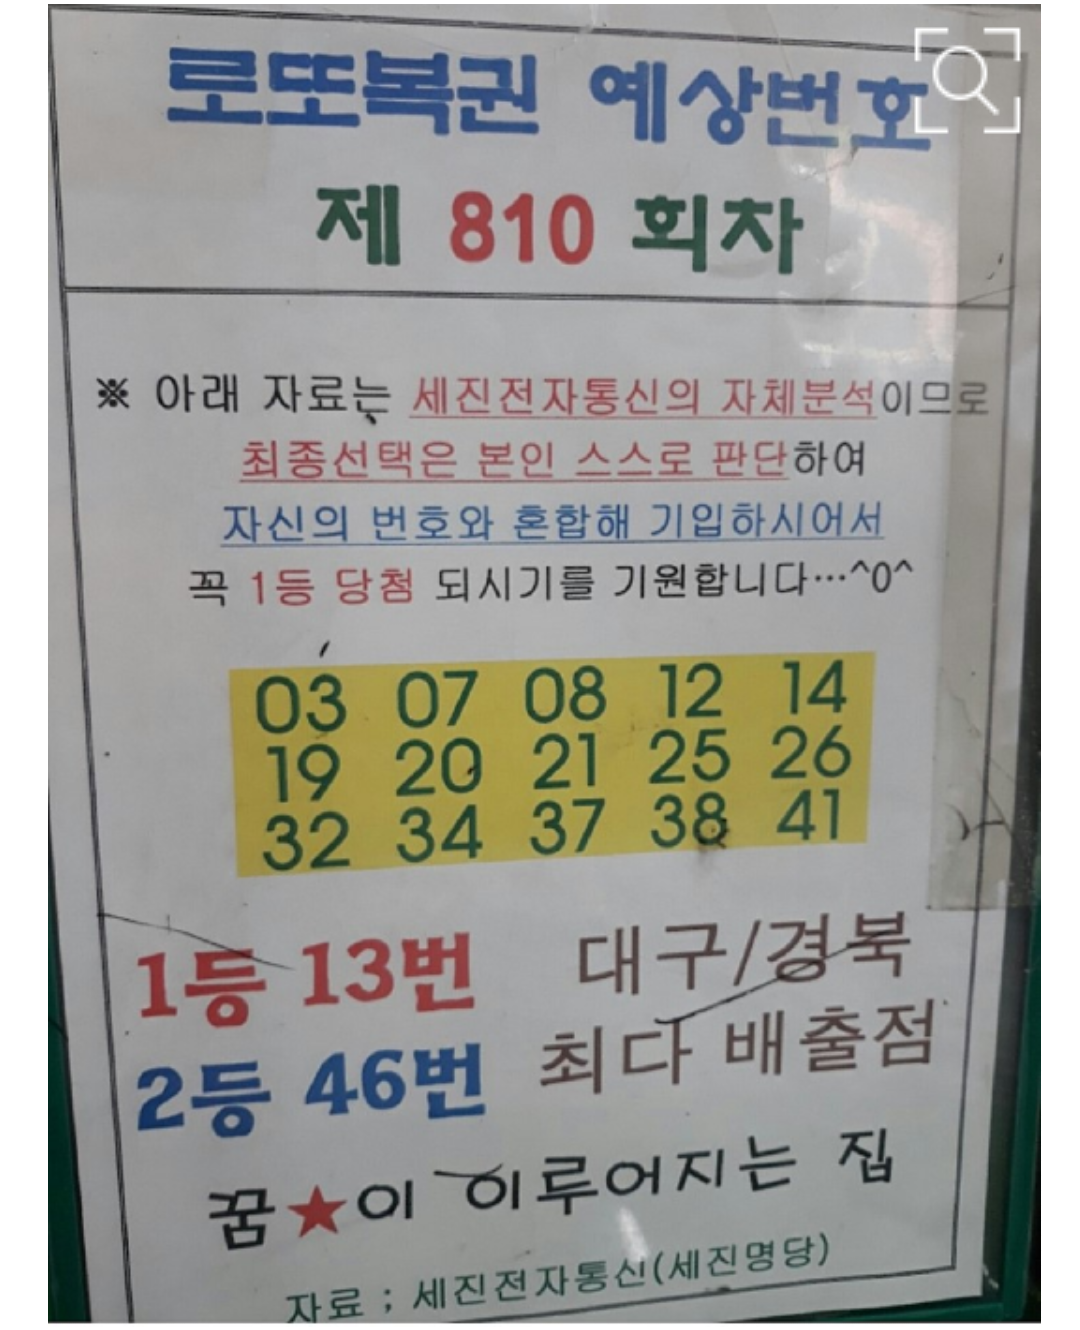 로또복권 예상번호
제 810 회차
※ 아래 자료는 세진전자통신의 자체분석이므로
최종선택은 본인 스스로 판단하여
자신의 번호와 혼합해 기입하시어서
꼭 1등 당첨 되시기를 기원합니다…^0^
03 07 08 12 14
19 20 21 25 26
32 34 37 38 41
1등 13번
2등 46번
대구/경북
최다 배출점
꿈★이 이루어지는 집
자료 ; 세진전자통신(세진명당)